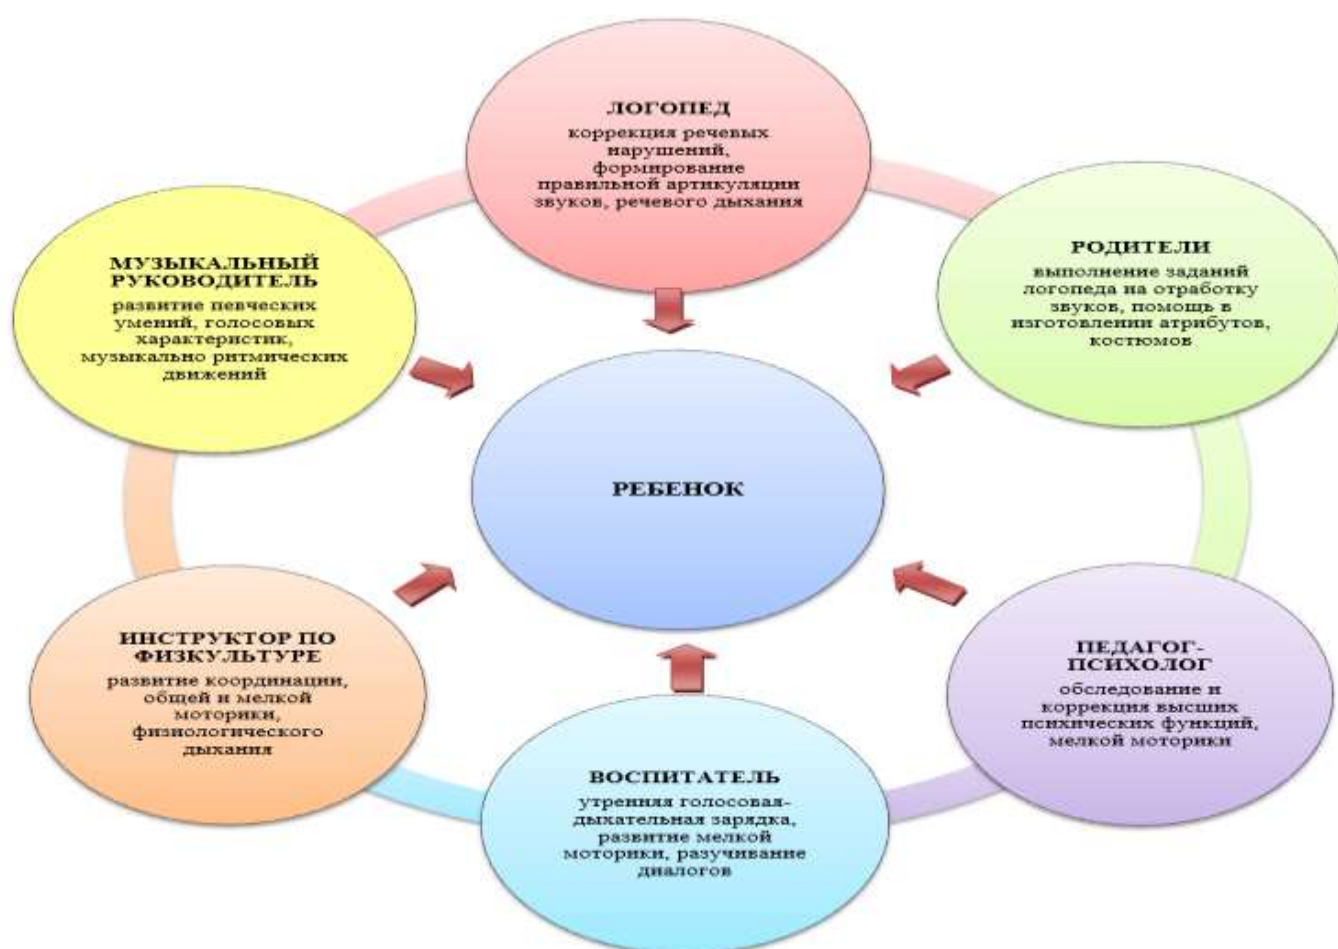 ЛОГОПЕД
коррекция речевых
нарушений,
формирование
правильной артикуляции
звуков, речевого дыхания
РОДИТЕЛИ
выполнение заданий
логопеда на отработку
звуков, помощь в
изготовлении атрибутов,
костюмов
ПЕДАГОГ-
ПСИХОЛОГ
обследование и
коррекция высших
психических функций,
мелкой моторики
ВОСПИТАТЕЛЬ
утренняя голосовая-
дыхательная зарядка,
развитие мелкой
моторики, разучивание
диалогов
ИНСТРУКТОР ПО
ФИЗКУЛЬТУРЕ
развитие координации,
общей и мелкой
моторики,
физиологического
дыхания
МУЗЫКАЛЬНЫЙ
РУКОВОДИТЕЛЬ
развитие певческих
умений, голосовых
характеристик,
музыкально ритмических
движений
РЕБЕНОК